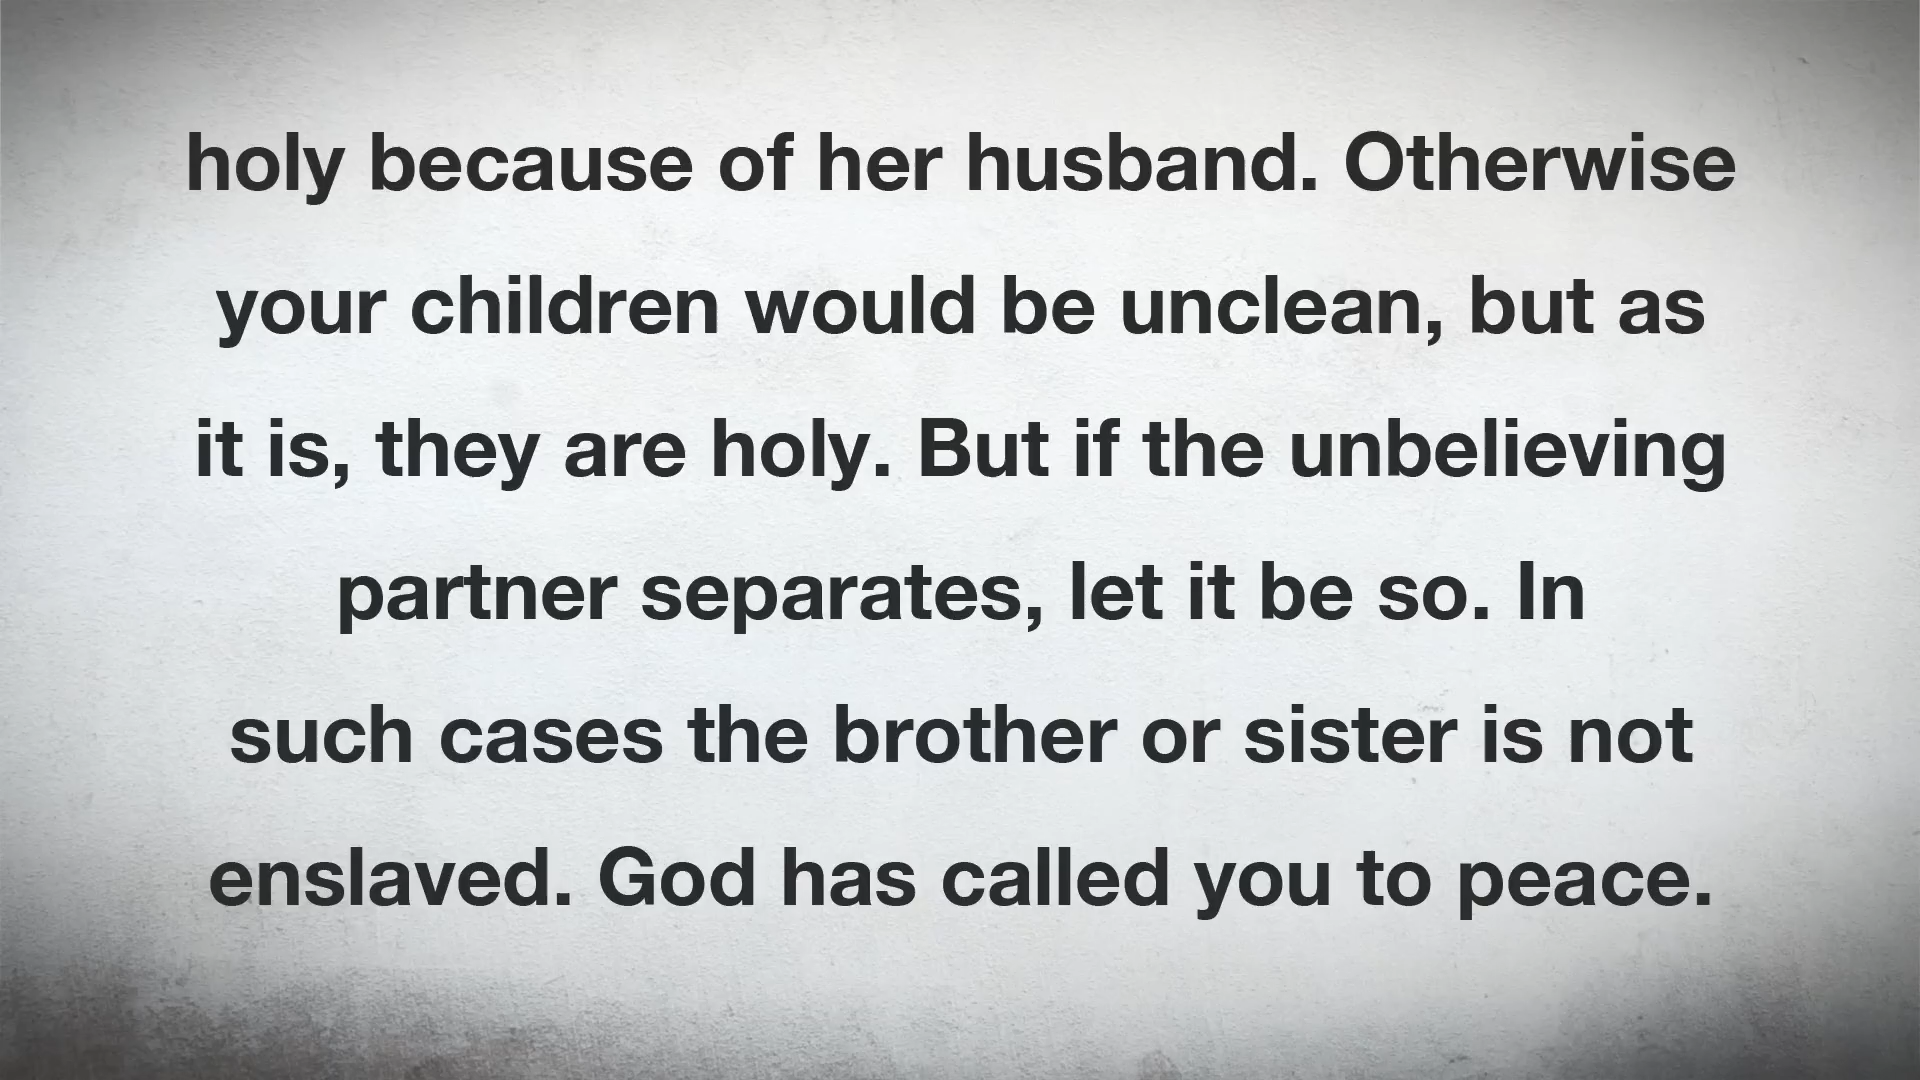 holy because of her husband. Otherwise
your children would be unclean, but as
it is, they are holy. But if the unbelieving
partner separates, let it be so. In
such cases the brother or sister is not
enslaved. God has called you to peace.